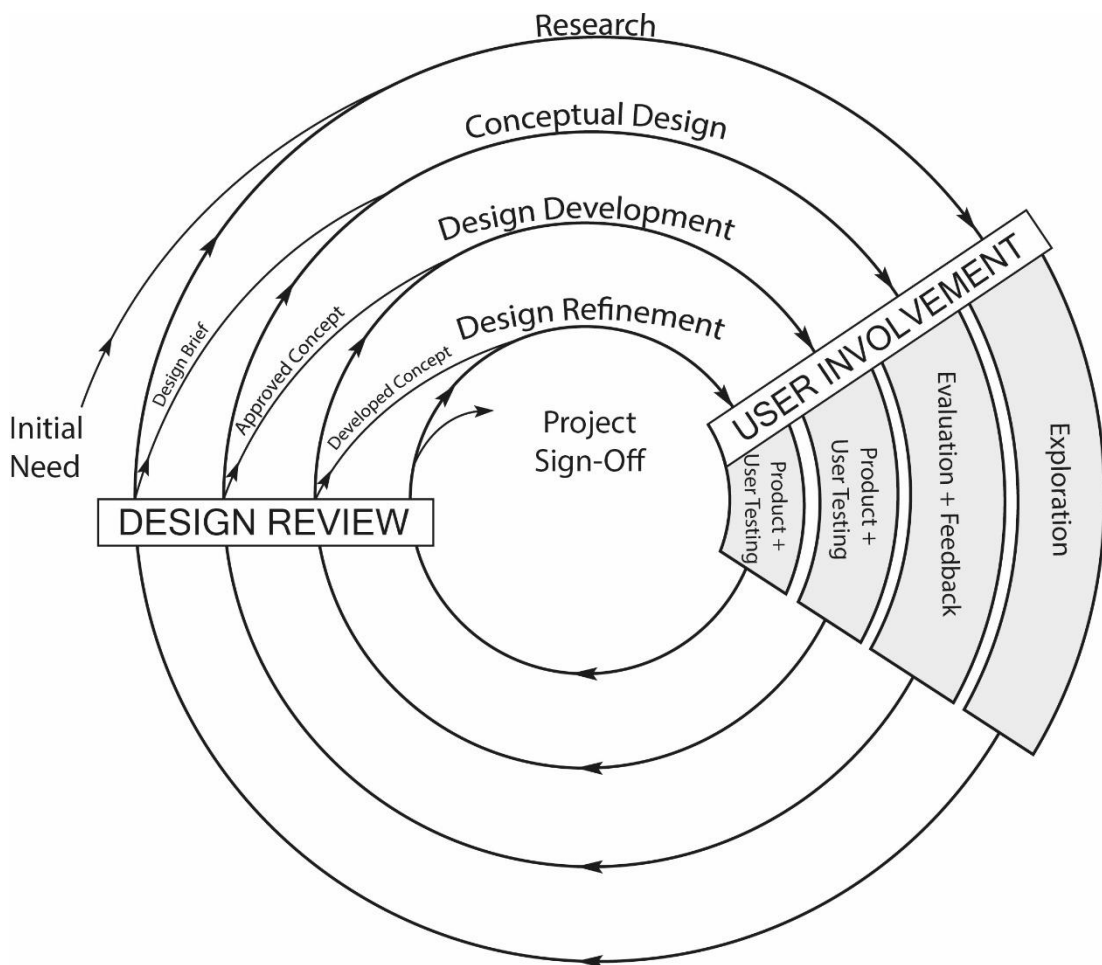 Research
Conceptual Design
Design Development
Design Refinement
Design Brief
Approved Concept
Developed Concept
Initial
Need
Project
Sign-Off
DESIGN REVIEW
USER INVOLVEMENT
Product +
User Testing
Product +
User Testing
Evaluation + Feedback
Exploration